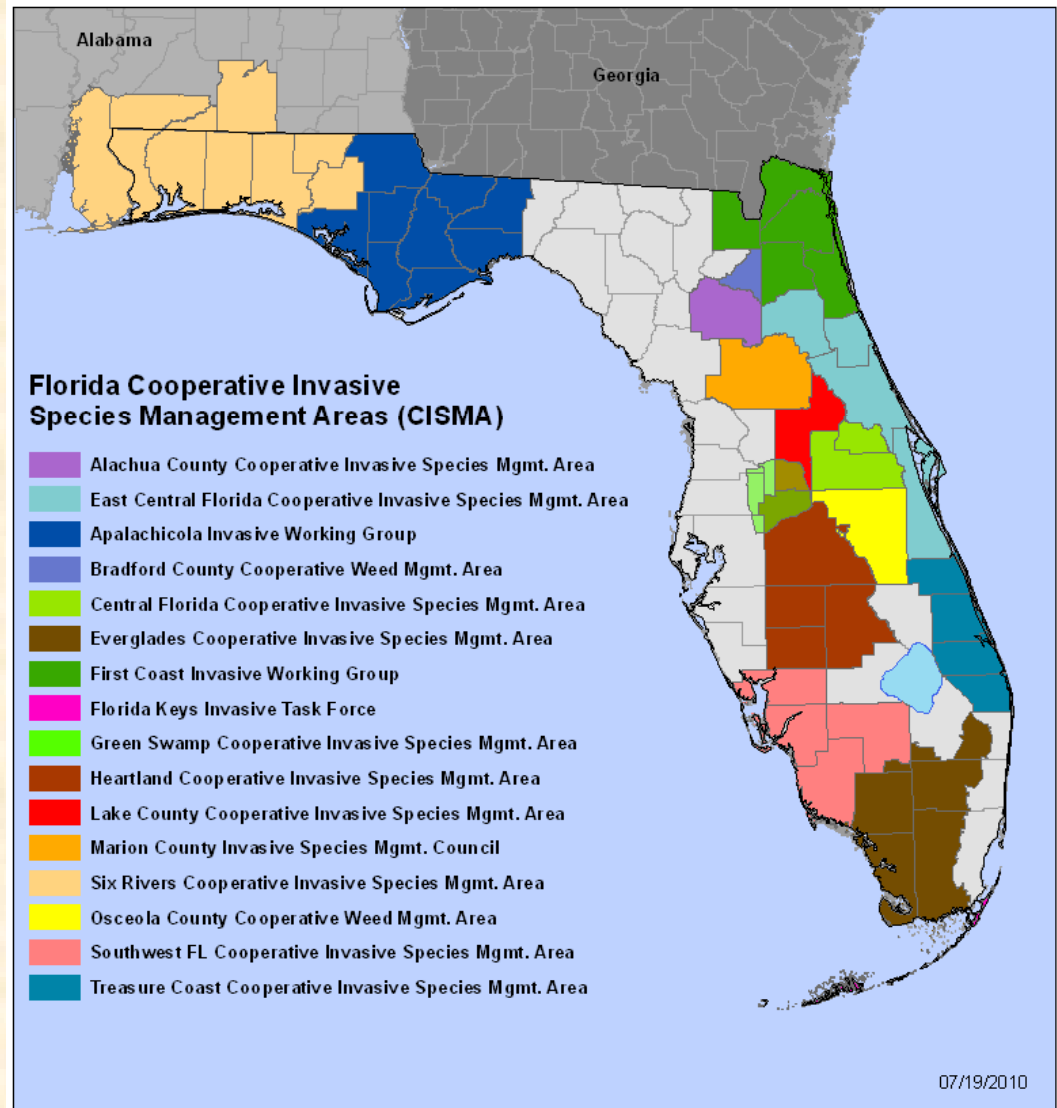 Alabama
Georgia
Florida Cooperative Invasive
Species Management Areas (CISMA)
Alachua County Cooperative Invasive Species Mgmt. Area
East Central Florida Cooperative Invasive Species Mgmt. Area
Apalachicola Invasive Working Group
Bradford County Cooperative Weed Mgmt. Area
Central Florida Cooperative Invasive Species Mgmt. Area
Everglades Cooperative Invasive Species Mgmt. Area
First Coast Invasive Working Group
Florida Keys Invasive Task Force
Green Swamp Cooperative Invasive Species Mgmt. Area
Heartland Cooperative Invasive Species Mgmt. Area
Lake County Cooperative Invasive Species Mgmt. Area
Marion County Invasive Species Mgmt. Council
Six Rivers Cooperative Invasive Species Mgmt. Area
Osceola County Cooperative Weed Mgmt. Area
Southwest FL Cooperative Invasive Species Mgmt. Area
Treasure Coast Cooperative Invasive Species Mgmt. Area
07/19/2010